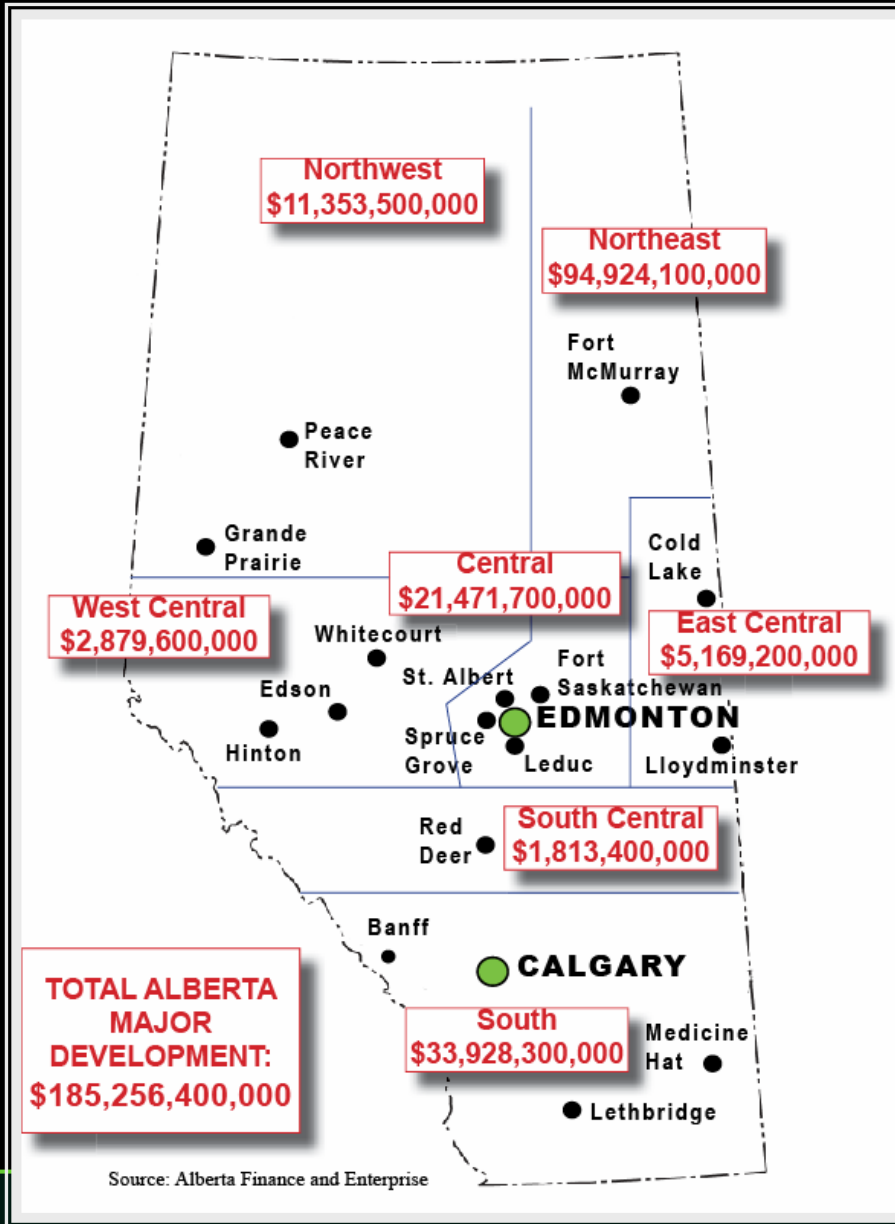 Northwest
$11,353,500,000
Northeast
$94,924,100,000
Fort
McMurray
Peace
River
Grande
Prairie
Central
$21,471,700,000
Cold
Lake
West Central
$2,879,600,000
East Central
$5,169,200,000
Whitecourt
St. Albert
Fort
Saskatchewan
Edson
EDMONTON
Hinton
Spruce
Grove
Leduc
Lloydminster
Red
Deer
South Central
$1,813,400,000
Banff
CALGARY
TOTAL ALBERTA
MAJOR
DEVELOPMENT:
$185,256,400,000
South
$33,928,300,000
Medicine
Hat
Lethbridge
Source: Alberta Finance and Enterprise